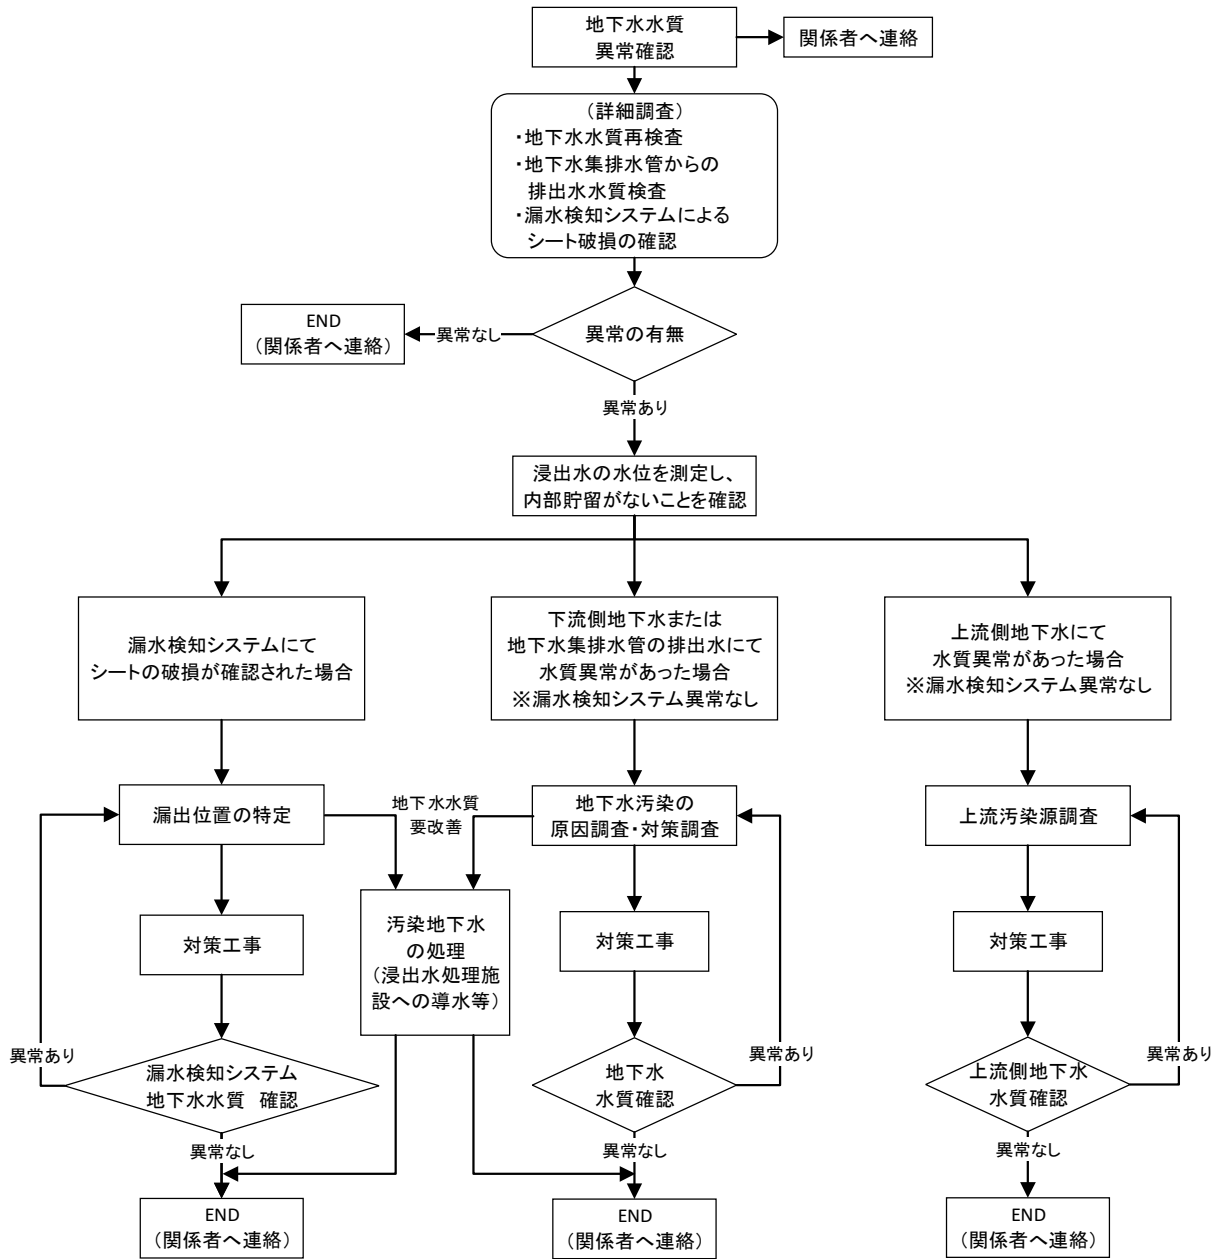 地下水水質
異常確認
関係者へ連絡
（詳細調査）
・地下水水質再検査
・地下水集排水管からの
排出水水質検査
・漏水検知システムによる
シート破損の確認
異常の有無
異常なし
END
（関係者へ連絡）
異常あり
浸出水の水位を測定し、
内部貯留がないことを確認
漏水検知システムにて
シートの破損が確認された場合
下流側地下水または
地下水集排水管の排出水にて
水質異常があった場合
※漏水検知システム異常なし
上流側地下水にて
水質異常があった場合
※漏水検知システム異常なし
漏出位置の特定
地下水水質
要改善
地下水汚染の
原因調査・対策調査
上流汚染源調査
対策工事
汚染地下水
の処理
（浸出水処理施
設への導水等）
対策工事
対策工事
異常あり
漏水検知システム
地下水水質　確認
地下水
水質確認
異常あり
上流側地下水
水質確認
異常あり
異常なし
異常なし
異常なし
END
（関係者へ連絡）
END
（関係者へ連絡）
END
（関係者へ連絡）